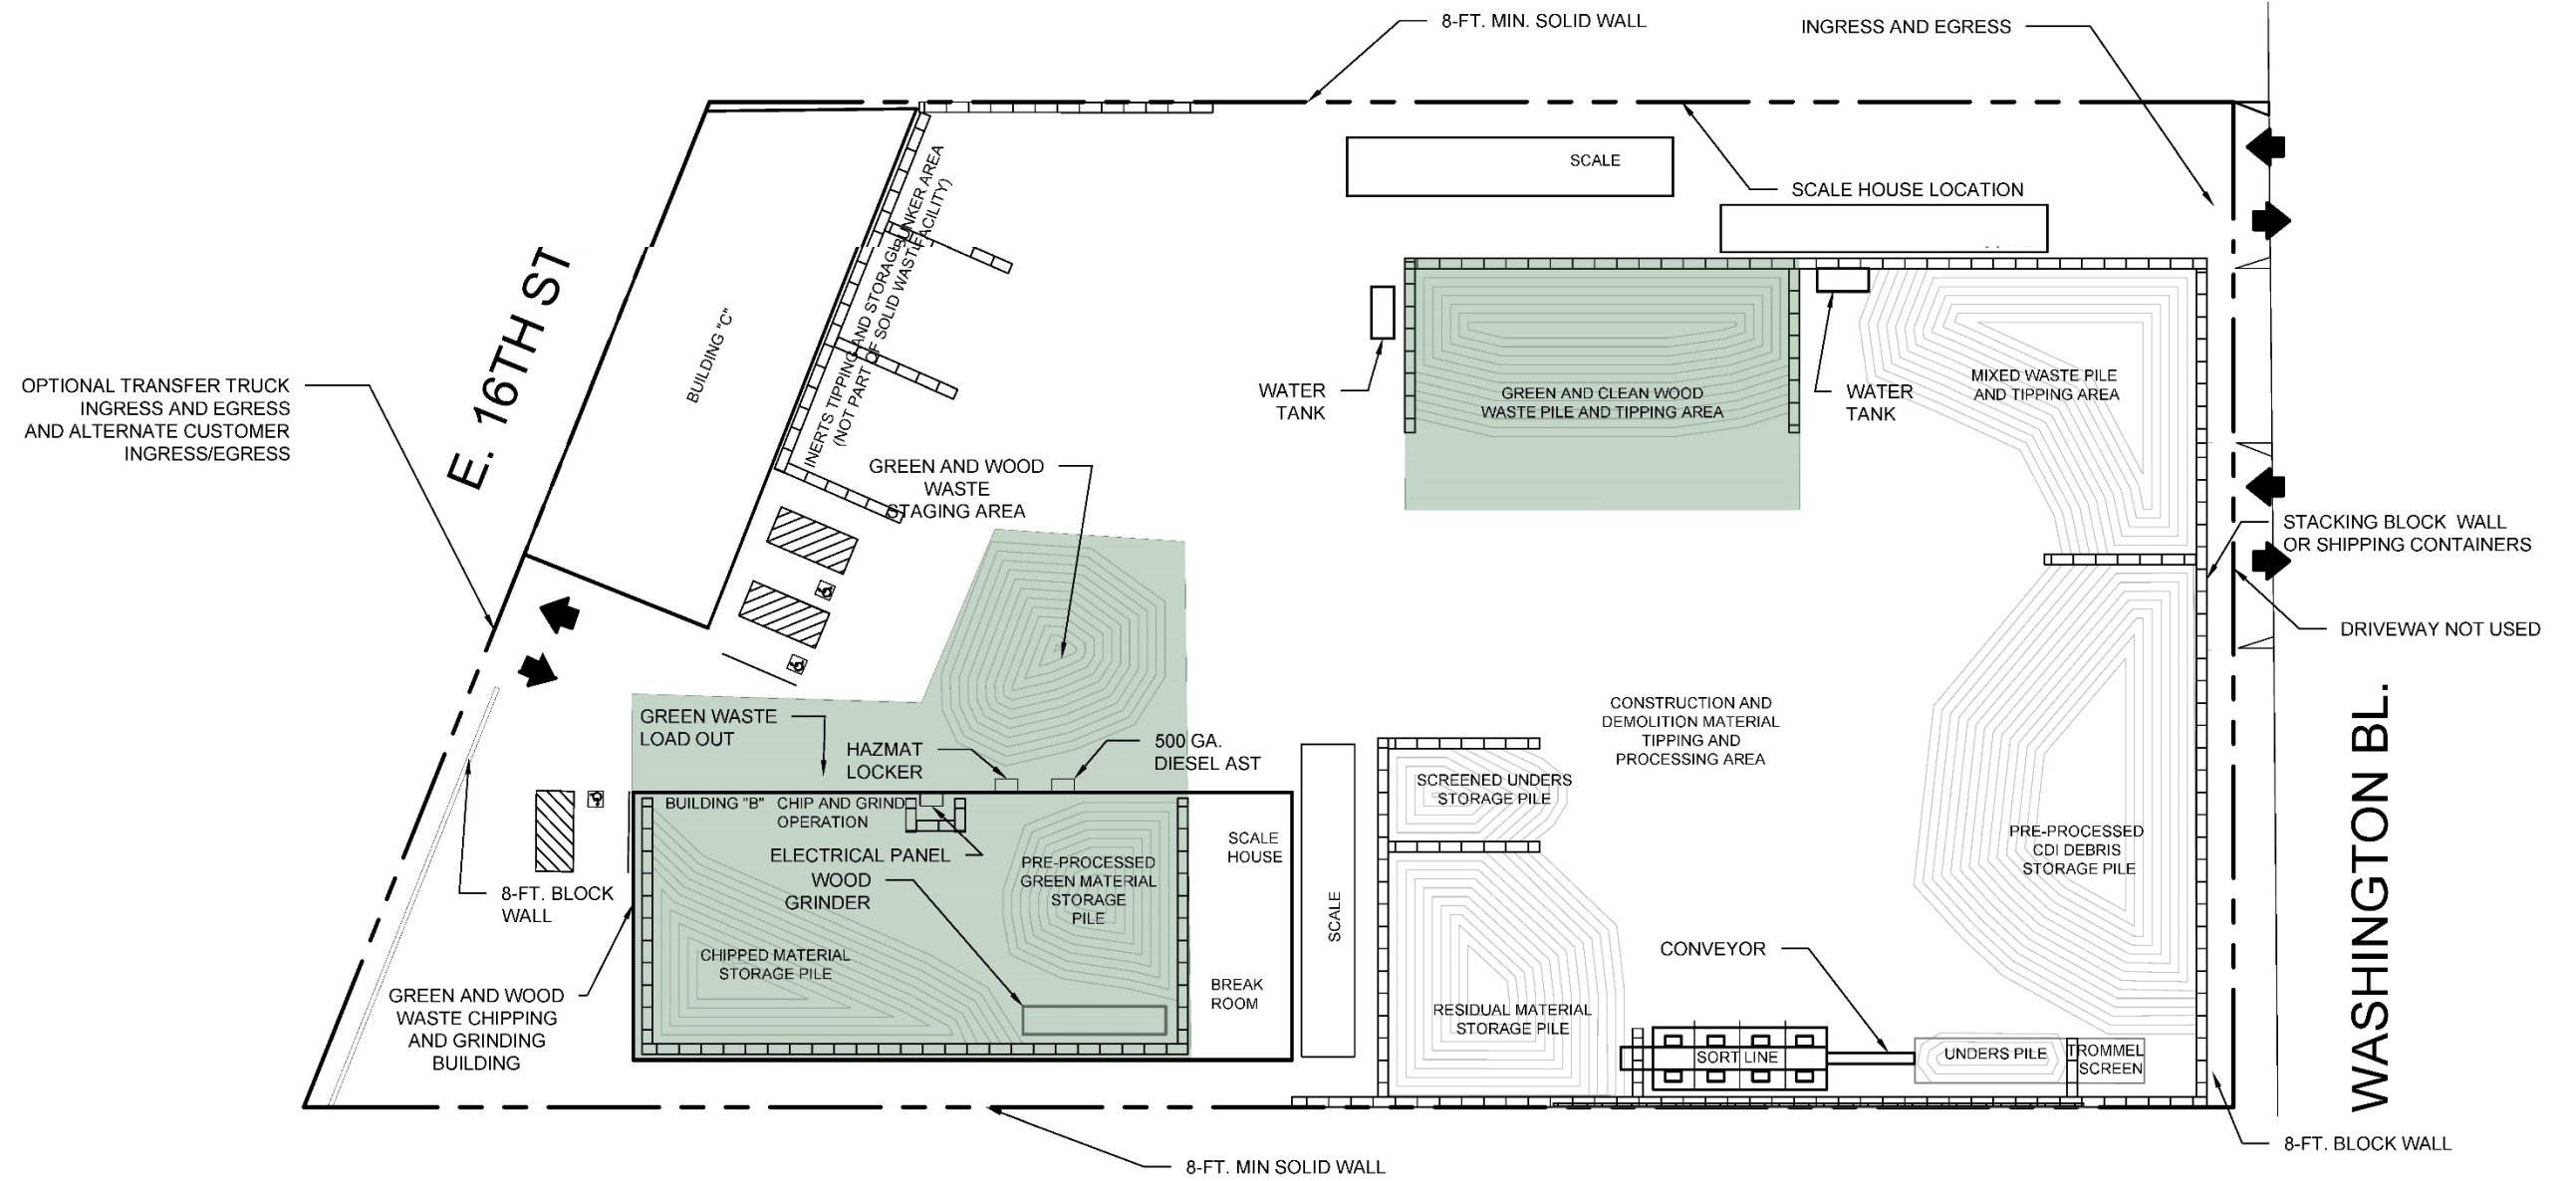 8-FT. MIN. SOLID WALL
INGRESS AND EGRESS
SCALE
SCALE HOUSE LOCATION
E. 16TH ST
BUILDING "C"
INERTS TIPPING AND STORAGE BUNKER AREA
(NOT PART OF SOLID WASTE FACILITY)
OPTIONAL TRANSFER TRUCK
INGRESS AND EGRESS
AND ALTERNATE CUSTOMER
INGRESS/EGRESS
WATER
TANK
GREEN AND CLEAN WOOD
WASTE PILE AND TIPPING AREA
WATER
TANK
MIXED WASTE PILE
AND TIPPING AREA
GREEN AND WOOD
WASTE
STAGING AREA
STACKING BLOCK WALL
OR SHIPPING CONTAINERS
DRIVEWAY NOT USED
GREEN WASTE
LOAD OUT
HAZMAT
LOCKER
500 GA.
DIESEL AST
CONSTRUCTION AND
DEMOLITION MATERIAL
TIPPING AND
PROCESSING AREA
WASHINGTON BL.
BUILDING "B"
CHIP AND GRIND
OPERATION
ELECTRICAL PANEL
WOOD
GRINDER
PRE-PROCESSED
GREEN MATERIAL
STORAGE
PILE
SCALE
HOUSE
SCALE
SCREENED UNDERS
STORAGE PILE
PRE-PROCESSED
CDI DEBRIS
STORAGE PILE
8-FT. BLOCK
WALL
CHIPPED MATERIAL
STORAGE PILE
BREAK
ROOM
GREEN AND WOOD
WASTE CHIPPING
AND GRINDING
BUILDING
CONVEYOR
RESIDUAL MATERIAL
STORAGE PILE
SORT LINE
UNDERS PILE
TROMMEL
SCREEN
8-FT. MIN SOLID WALL
8-FT. BLOCK WALL